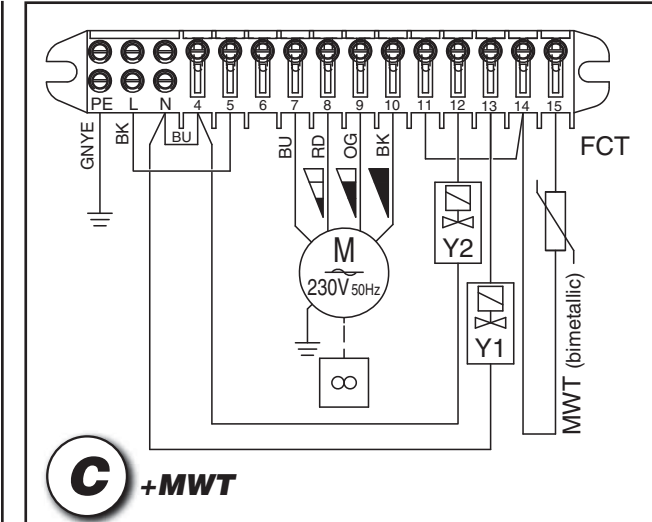 PE L N 4 5 6 7 8 9 10 11 12 13 14 15
FCT
GNYE
BK
BU
BU
RD
OG
BK
M
230V 50Hz
Y2
Y1
MWT (bimetallic)
C +MWT